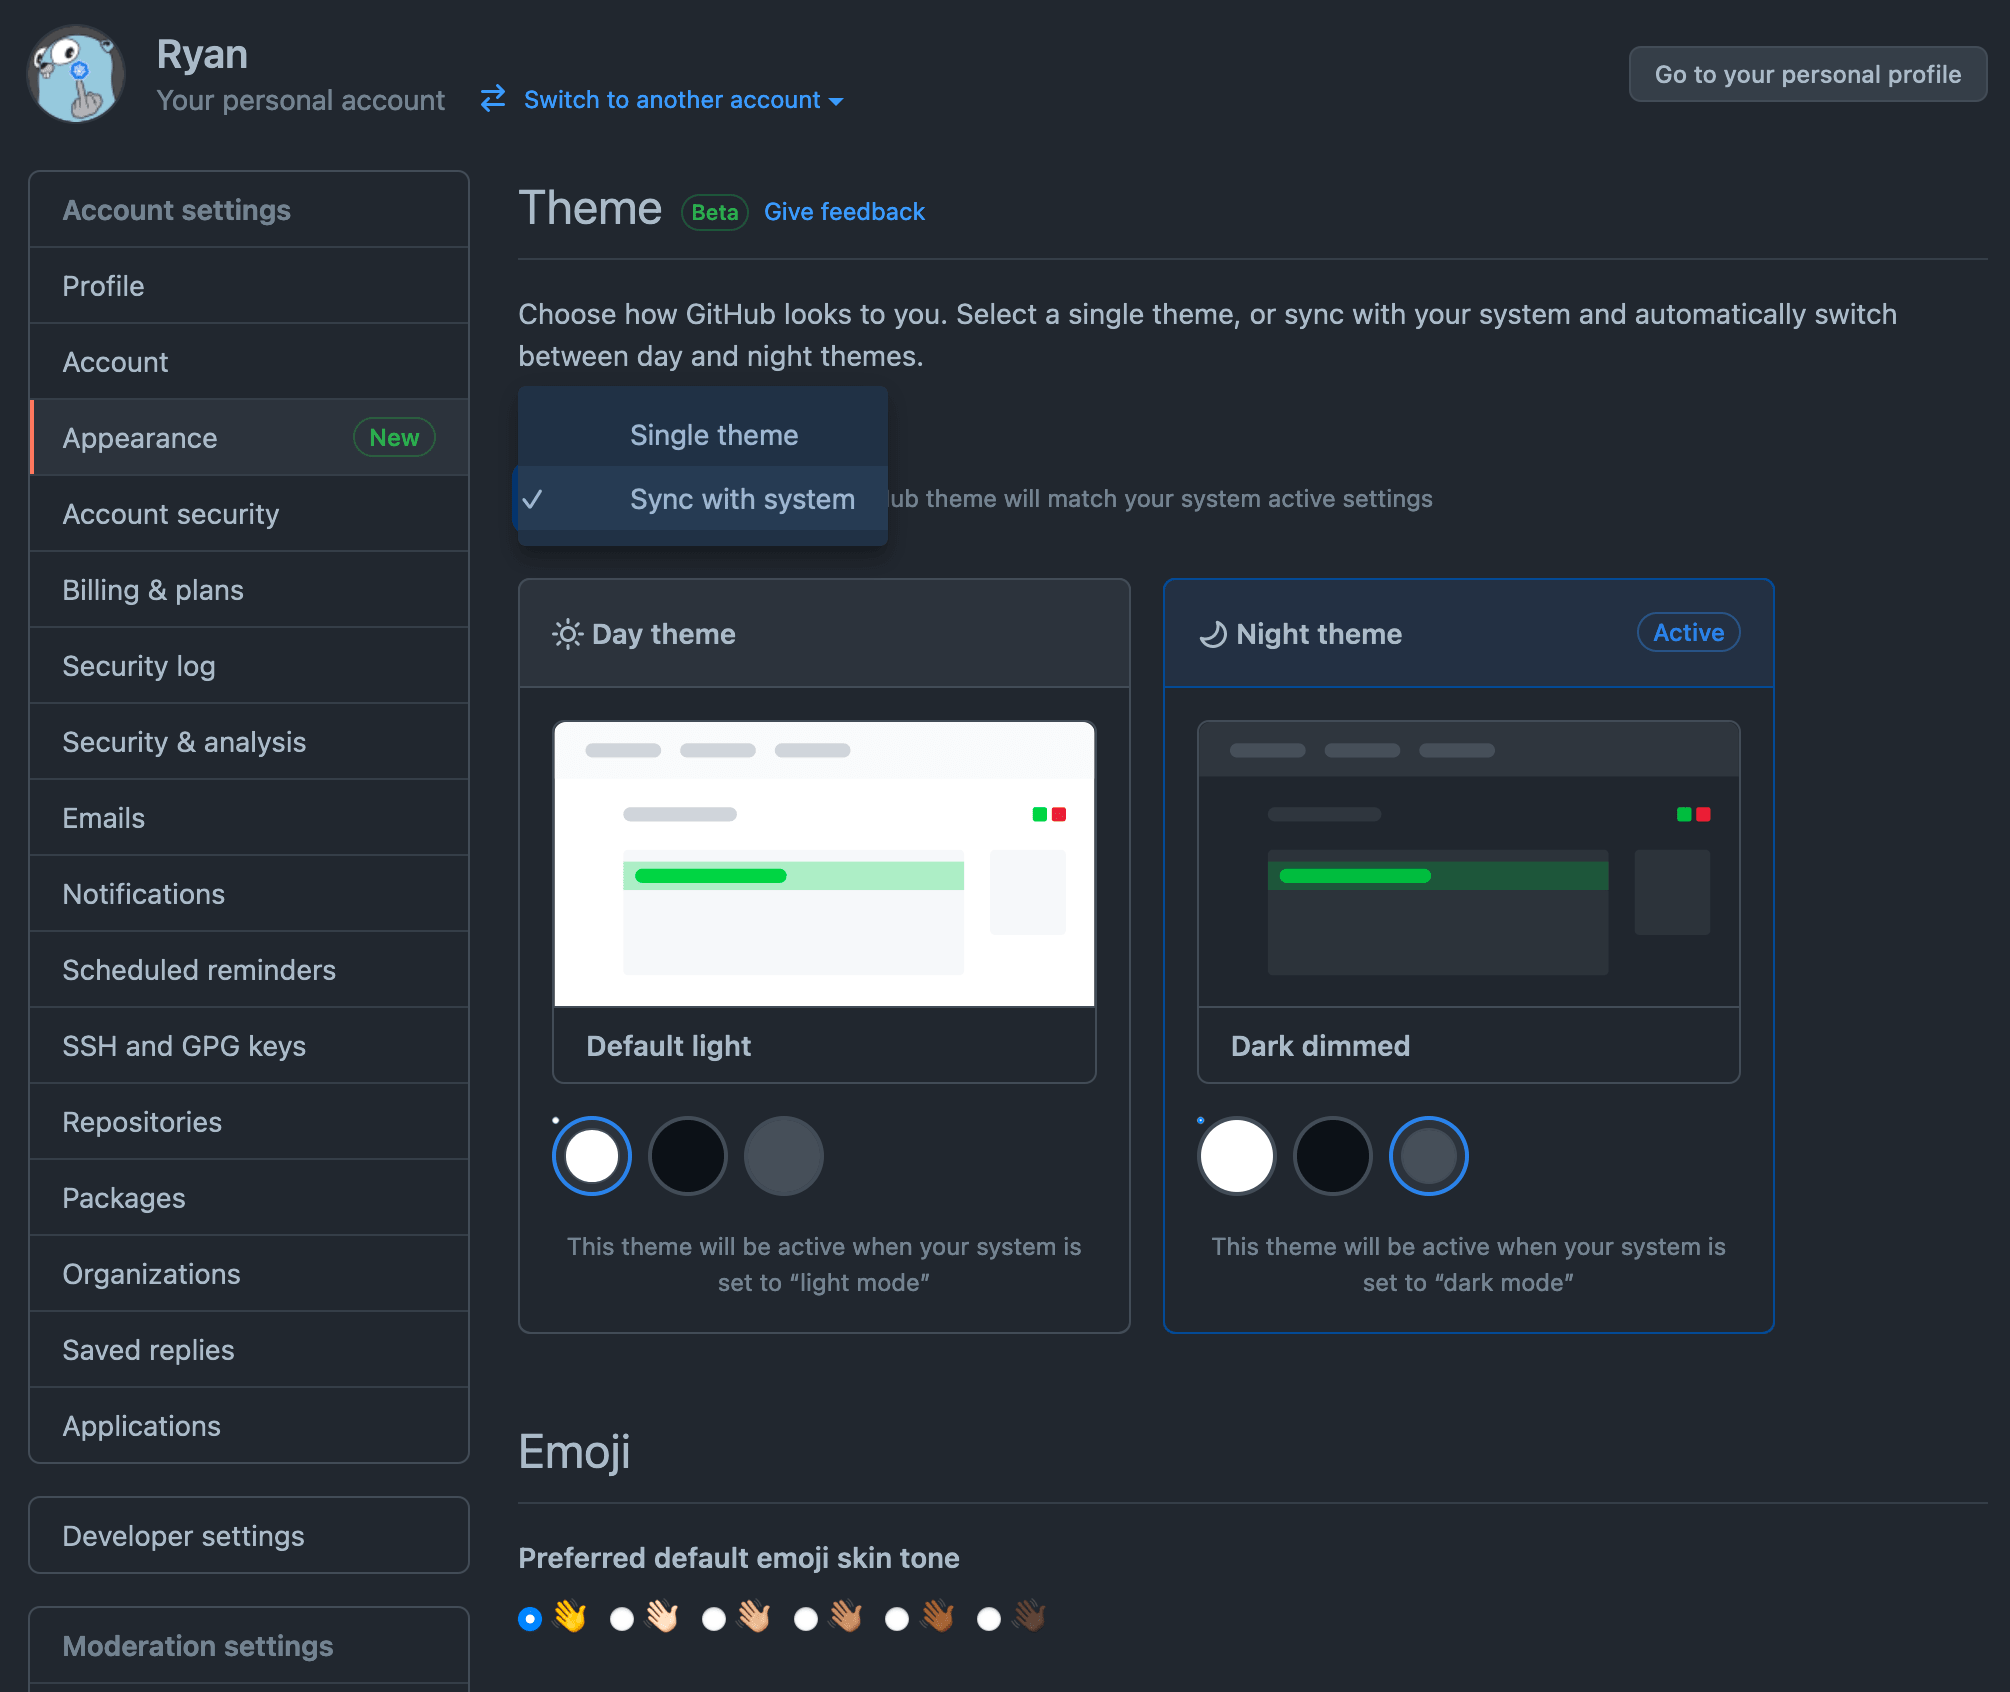 Ryan
Your personal account
Switch to another account
Go to your personal profile
Account settings
Profile
Account
Appearance
New
Account security
Billing & plans
Security log
Security & analysis
Emails
Notifications
Scheduled reminders
SSH and GPG keys
Repositories
Packages
Organizations
Saved replies
Applications
Developer settings
Moderation settings
Theme
Beta
Give feedback
Choose how GitHub looks to you. Select a single theme, or sync with your system and automatically switch
between day and night themes.
Single theme
Sync with system
theme will match your system active settings
Day theme
Default light
This theme will be active when your system is
set to “light mode”
Night theme
Active
Dark dimmed
This theme will be active when your system is
set to “dark mode”
Emoji
Preferred default emoji skin tone